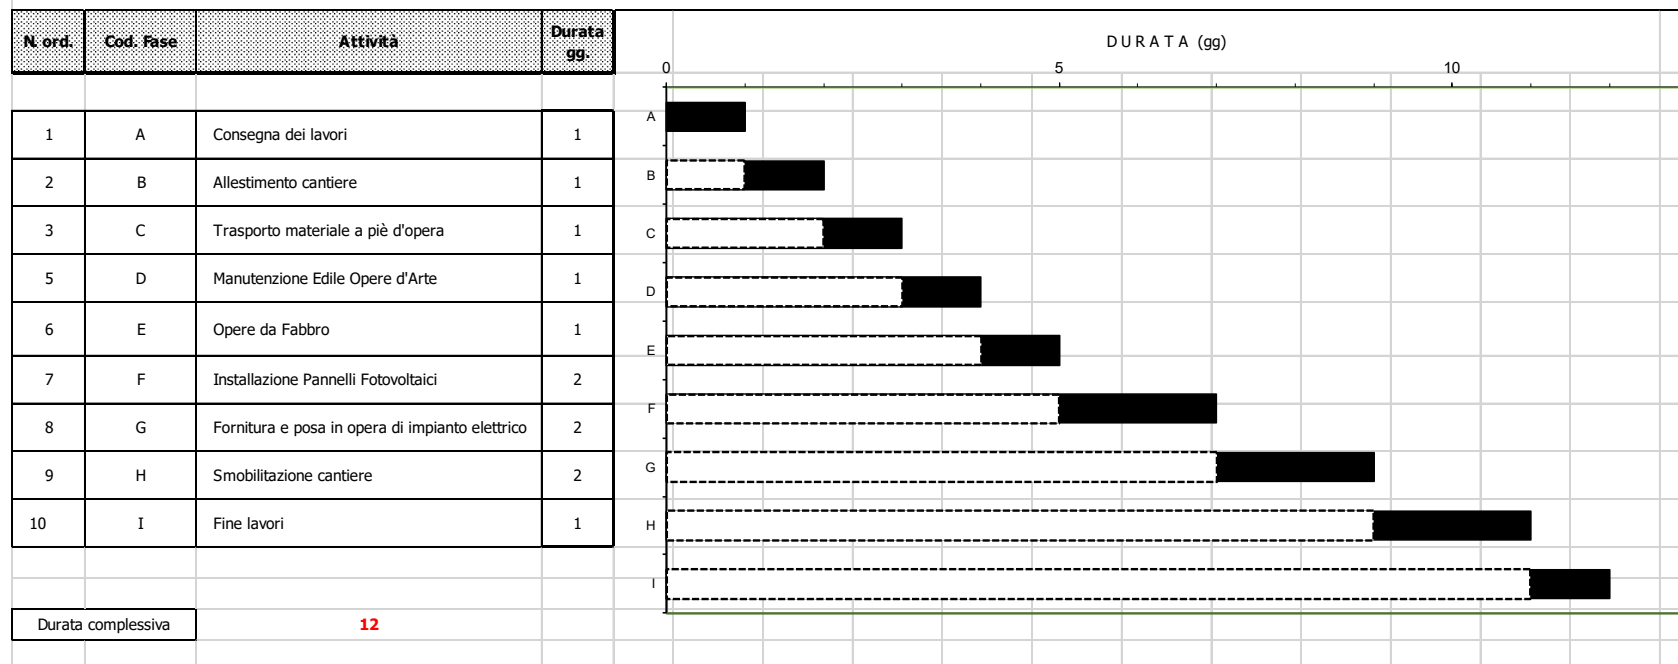 N. ord. Cod. Fase Attività Durata gg. D U R A T A (gg)
0 5 10
1 A Consegna dei lavori 1
2 B Allestimento cantiere 1
3 C Trasporto materiale a piè d'opera 1
5 D Manutenzione Edile Opere d'Arte 1
6 E Opere da Fabbro 1
7 F Installazione Pannelli Fotovoltaici 2
8 G Fornitura e posa in opera di impianto elettrico 2
9 H Smobilitazione cantiere 2
10 I Fine lavori 1
Durata complessiva 12
A
B
C
D
E
F
G
H
I